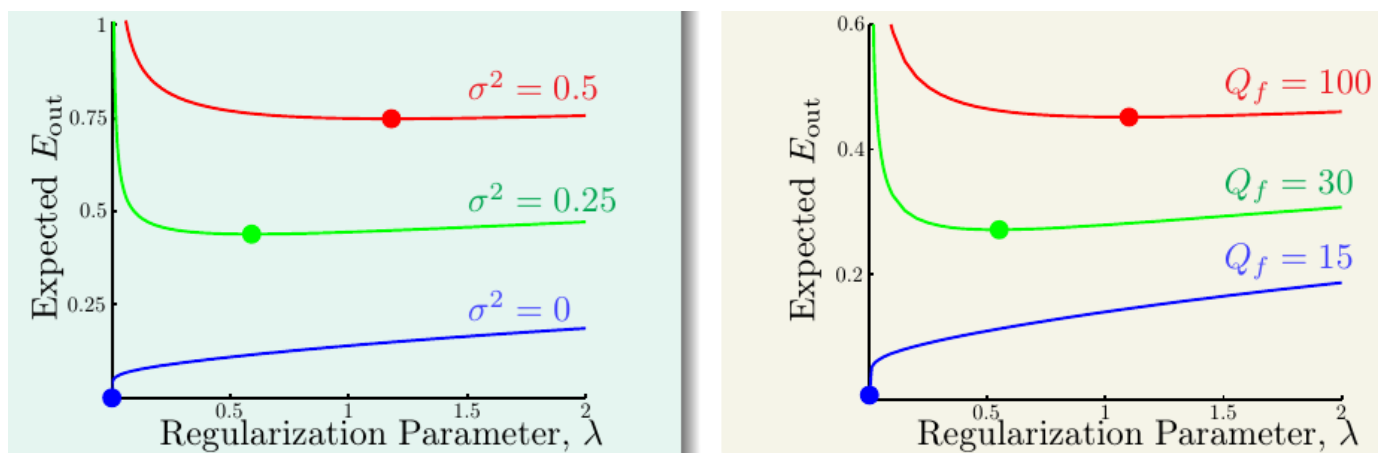 1
σ² = 0.5
0.75
σ² = 0.25
0.5
σ² = 0
0.25
Expected E_out
0.5
1
1.5
2
Regularization Parameter, λ
0.6
Q_f = 100
0.4
Q_f = 30
Q_f = 15
0.2
Expected E_out
0.5
1
1.5
2
Regularization Parameter, λ